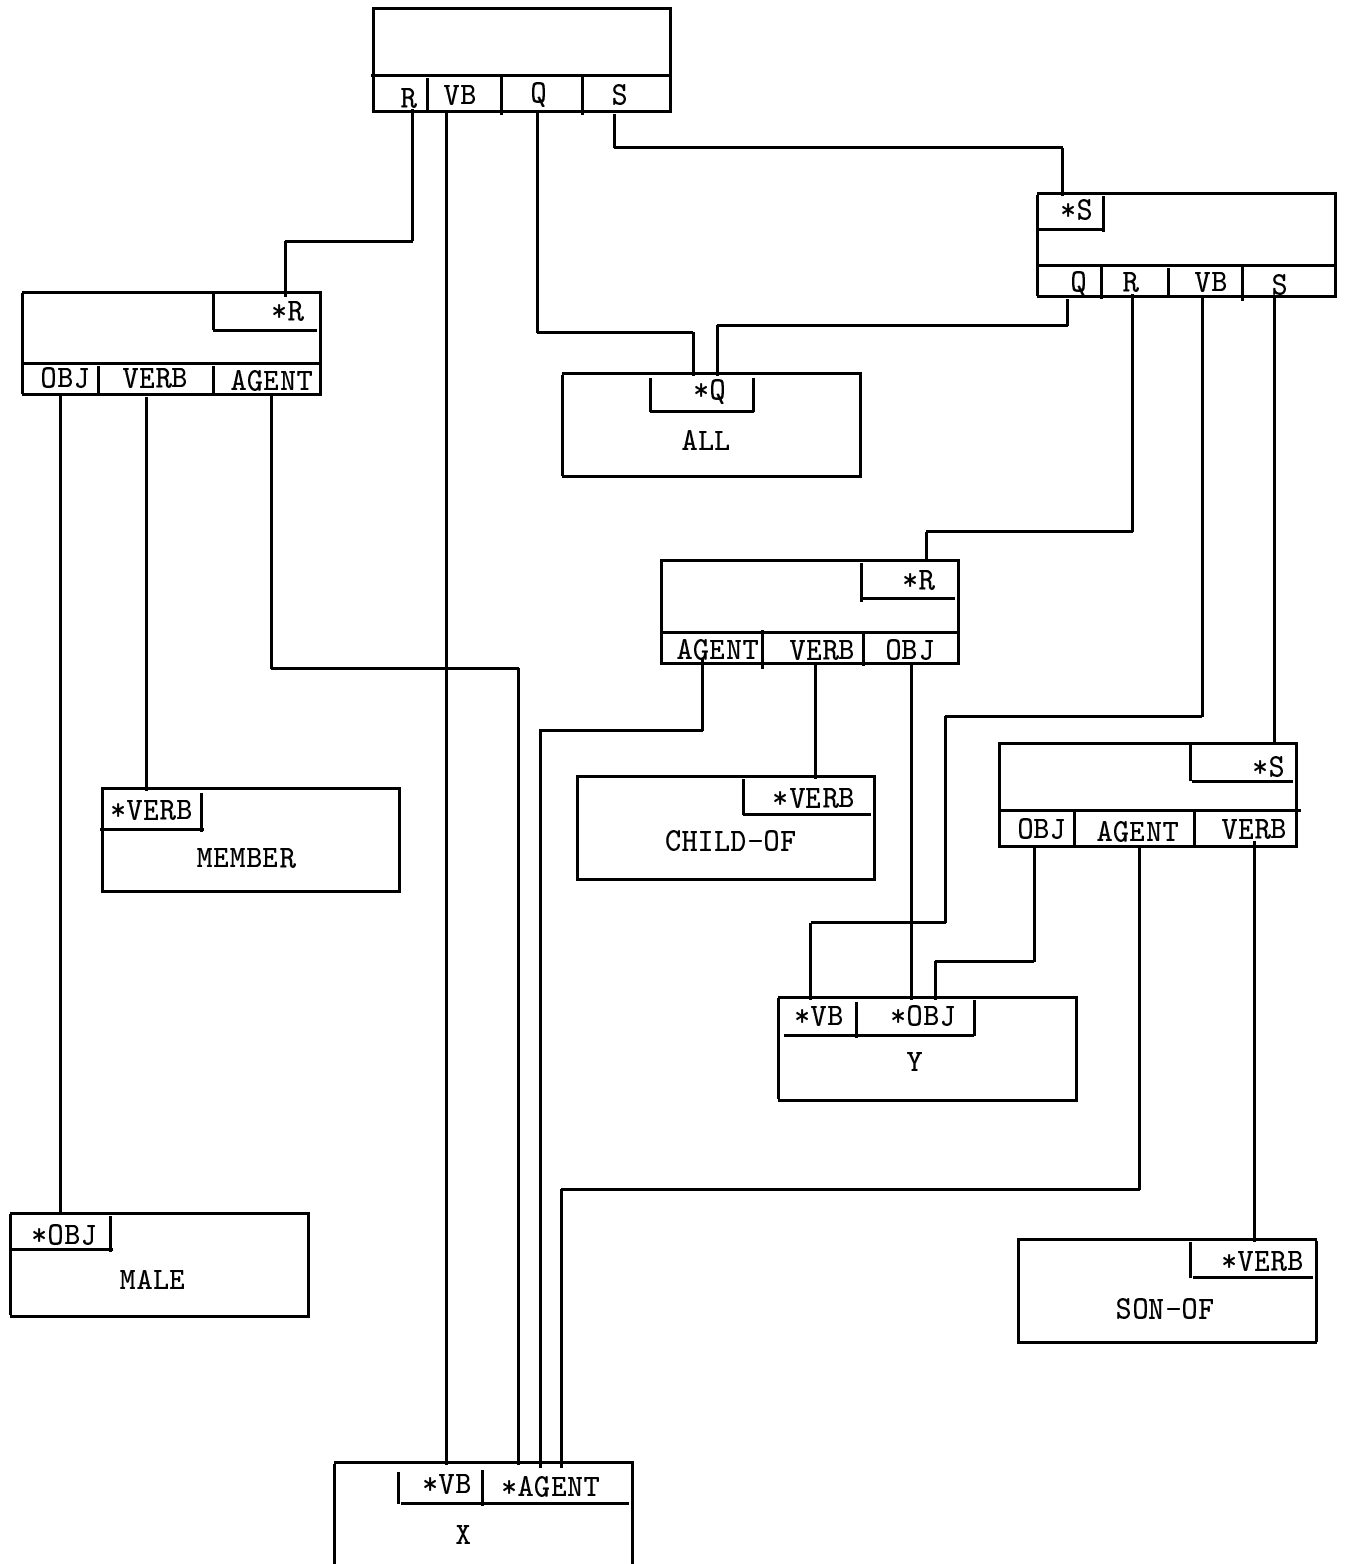 R VB Q S
*S
Q R VB S
*R
OBJ VERB AGENT
*Q
ALL
*R
AGENT VERB OBJ
*S
OBJ AGENT VERB
*VERB
MEMBER
*VERB
CHILD-OF
*VB *OBJ
Y
*OBJ
MALE
*VERB
SON-OF
*VB *AGENT
X